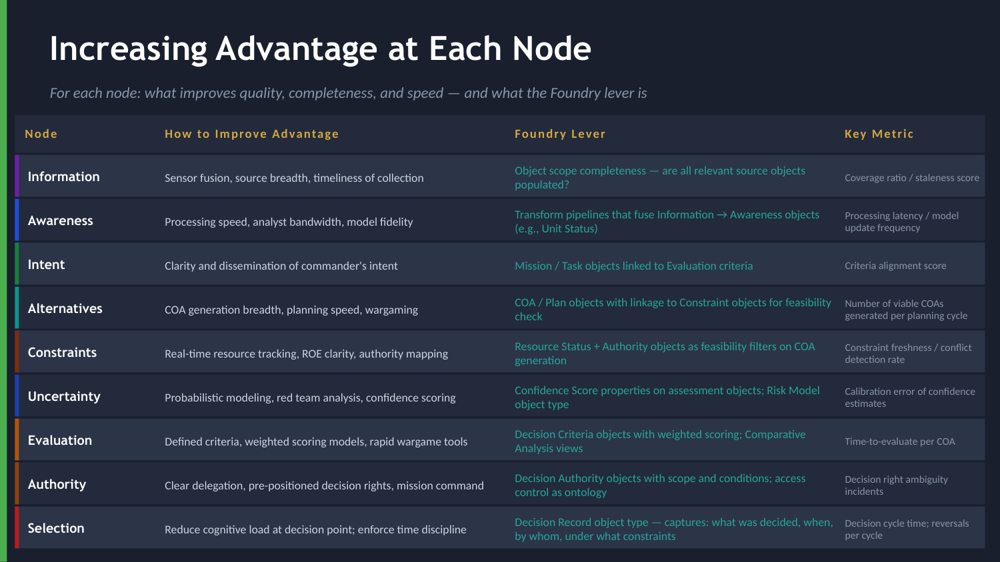 Increasing Advantage at Each Node
For each node: what improves quality, completeness, and speed — and what the Foundry lever is
Node
How to Improve Advantage
Foundry Lever
Key Metric
Information
Sensor fusion, source breadth, timeliness of collection
Object scope completeness — are all relevant source objects
populated?
Coverage ratio / staleness score
Awareness
Processing speed, analyst bandwidth, model fidelity
Transform pipelines that fuse Information → Awareness objects
(e.g., Unit Status)
Processing latency / model
update frequency
Intent
Clarity and dissemination of commander's intent
Mission / Task objects linked to Evaluation criteria
Criteria alignment score
Alternatives
COA generation breadth, planning speed, wargaming
COA / Plan objects with linkage to Constraint objects for feasibility
check
Number of viable COAs
generated per planning cycle
Constraints
Real-time resource tracking, ROE clarity, authority mapping
Resource Status + Authority objects as feasibility filters on COA
generation
Constraint freshness / conflict
detection rate
Uncertainty
Probabilistic modeling, red team analysis, confidence scoring
Confidence Score properties on assessment objects; Risk Model
object type
Calibration error of confidence
estimates
Evaluation
Defined criteria, weighted scoring models, rapid wargame tools
Decision Criteria objects with weighted scoring; Comparative
Analysis views
Time-to-evaluate per COA
Authority
Clear delegation, pre-positioned decision rights, mission command
Decision Authority objects with scope and conditions; access
control as ontology
Decision right ambiguity
incidents
Selection
Reduce cognitive load at decision point; enforce time discipline
Decision Record object type — captures: what was decided, when,
by whom, under what constraints
Decision cycle time; reversals
per cycle